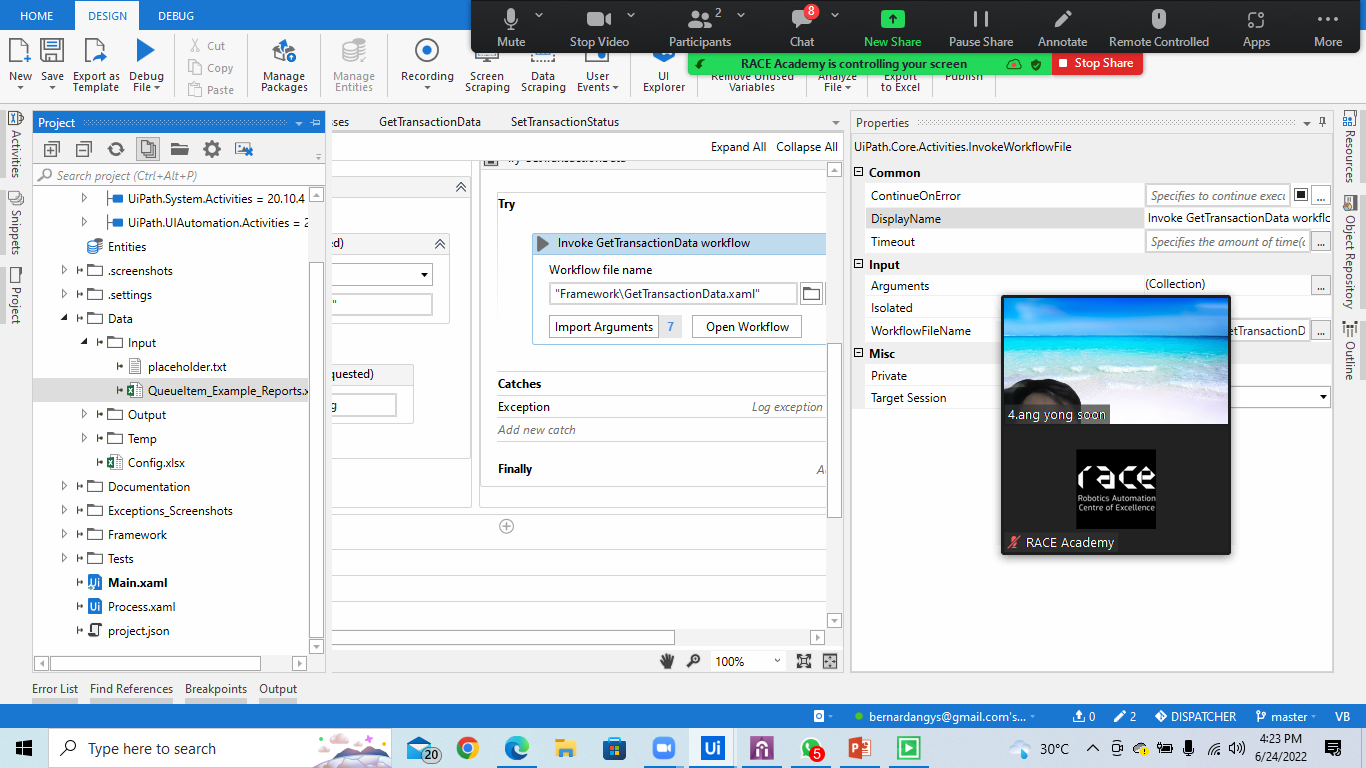 HOME
DESIGN
DEBUG
Mute
Stop Video
2
Participants
8
Chat
New Share
Pause Share
Annotate
Remote Controlled
Apps
More
RACE Academy is controlling your screen
Stop Share
New
Save
Export as Template
Debug File
Cut
Copy
Paste
Manage Packages
Manage Entities
Recording
Screen Scraping
Data Scraping
User Events
UI Explorer
Remove Unused Variables
Analyze File
Export to Excel
Publish
Activities
Snippets
Project
Project
Search project (Ctrl+Alt+P)
UiPath.System.Activities = 20.10.4
UiPath.UIAutomation.Activities = 2
Entities
.screenshots
.settings
Data
Input
placeholder.txt
QueueItem_Example_Reports.x
Output
Temp
Config.xlsx
Documentation
Exceptions_Screenshots
Framework
Tests
Main.xaml
Process.xaml
project.json
sses
GetTransactionData
SetTransactionStatus
Expand All
Collapse All
ed)
"
quested)
g
Try GetTransactionData
Try
Invoke GetTransactionData workflow
Workflow file name
"Framework\GetTransactionData.xaml"
Import Arguments
7
Open Workflow
Catches
Exception
Log exception
Add new catch
Finally
100%
Properties
UiPath.Core.Activities.InvokeWorkflowFile
Common
ContinueOnError
Specifies to continue execu
...
DisplayName
Invoke GetTransactionData workflc
Timeout
Specifies the amount of time(
...
Input
Arguments
(Collection)
...
Isolated
WorkflowFileName
etTransactionD
...
Misc
Private
Target Session
4.ang yong soon
race
Robotics Automation
Centre of Excellence
RACE Academy
Resources
Object Repository
Outline
Error List
Find References
Breakpoints
Output
bernardangys@gmail.com's...
0
2
DISPATCHER
master
VB
Type here to search
20
Ui
5
30°C
4:23 PM
6/24/2022